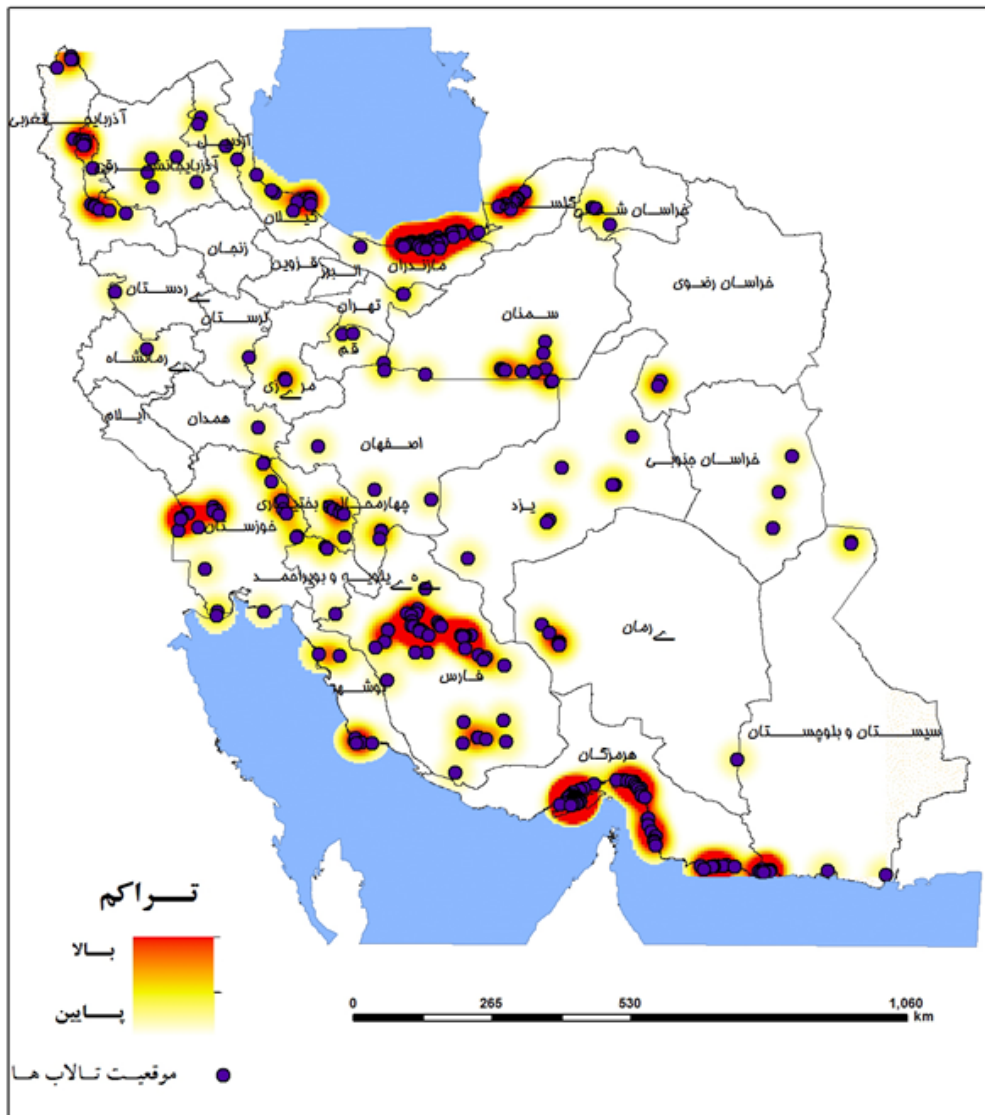 آذربایجان غربی
اردبیل
آذربایجان شرقی
گیلان
گلستان
خراسان شمالی
زنجان
قزوین
البرز
مازندران
خراسان رضوی
کردستان
تهران
سمنان
لرستان
کرمانشاه
قم
مرکزی
ایلام
همدان
اصفهان
خراسان جنوبی
چهارمحال بختیاری
یزد
خوزستان
کهکیلویه و بویراحمد
کرمان
فارس
بوشهر
سیستان و بلوچستان
هرمزگان
تراکم
بالا
پایین
0 265 530 1,060
km
موقعیت تالاب ها